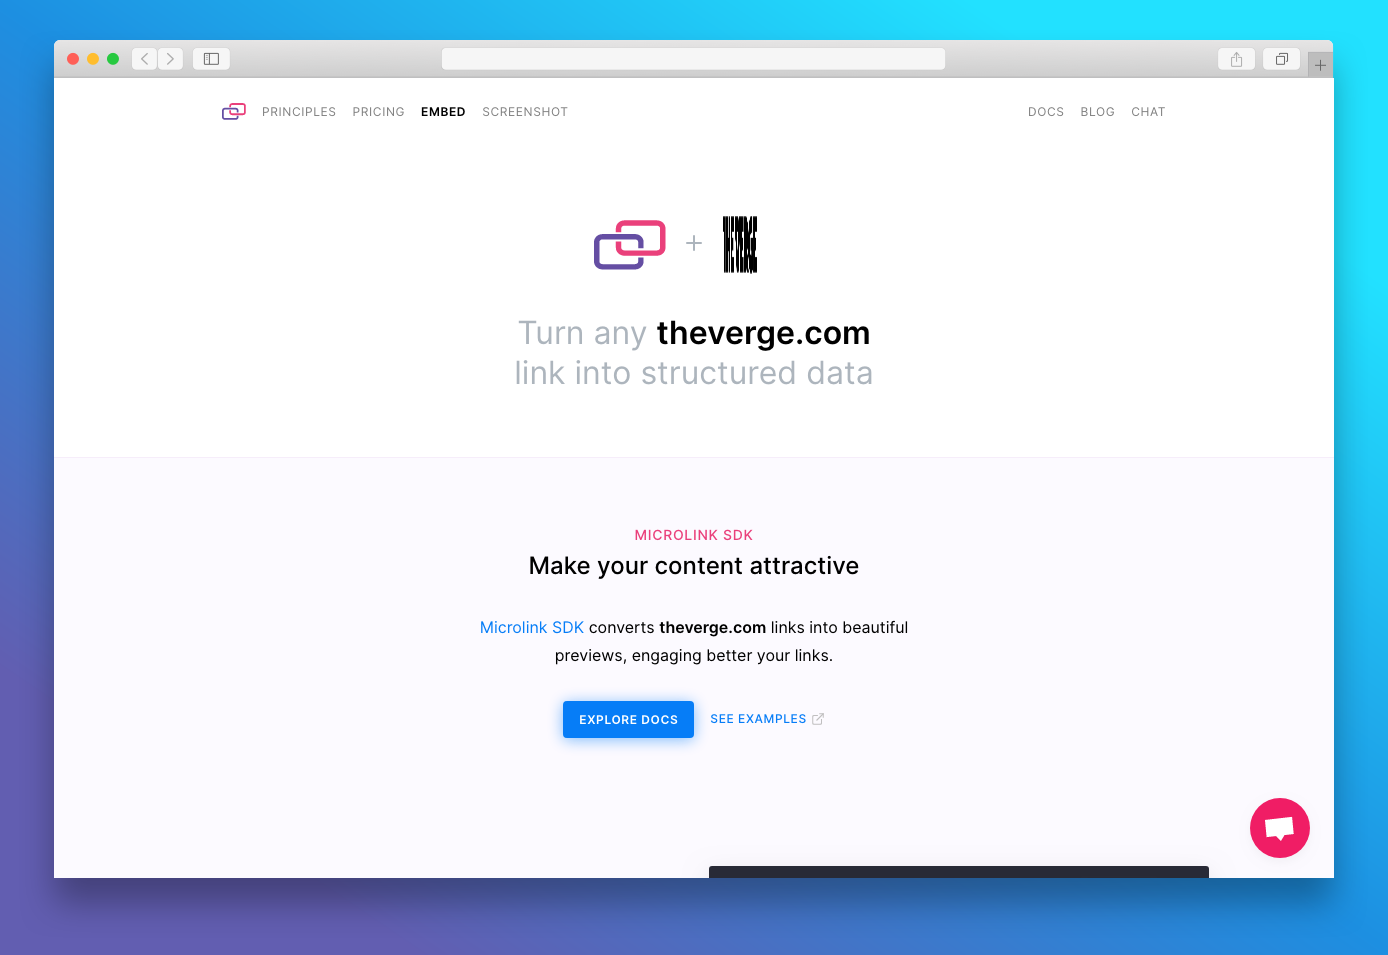 PRINCIPLES PRICING EMBED SCREENSHOT DOCS BLOG CHAT
THE VERGE
Turn any theverge.com
link into structured data
MICROLINK SDK
Make your content attractive
Microlink SDK converts theverge.com links into beautiful
previews, engaging better your links.
EXPLORE DOCS SEE EXAMPLES